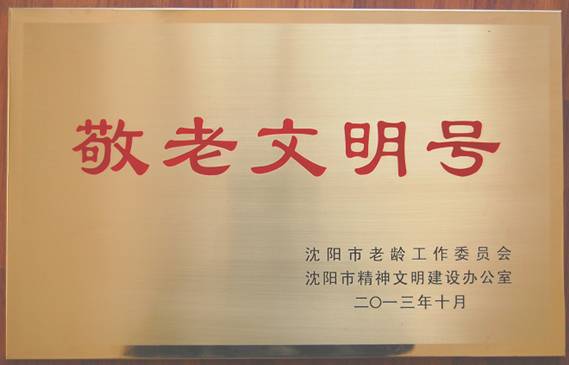 敬老文明号
沈阳市老龄工作委员会
沈阳市精神文明建设办公室
二〇一三年十月